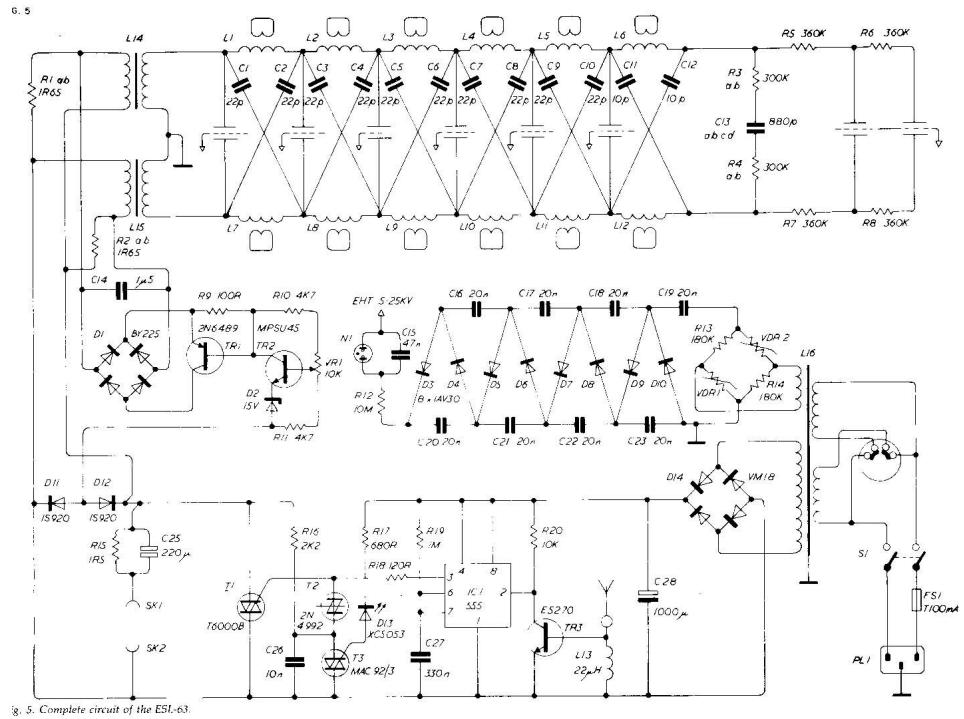 G. 5
L14
L1 L2 L3 L4 L5 L6
R5 360K R6 360K
R1 ab
1R65
C1 C2 C3 C4 C5 C6 C7 C8 C9 C10 C11 C12
22p 22p 22p 22p 22p 22p 22p 22p 22p 22p 10p 10p
R3
ab
300K
C13
abcd
880p
R4
ab
300K
L15
L7 L8 L9 L10 L11 L12
R7 360K R8 360K
R2 ab
1R65
C14 1µ5
R9 100R R10 4K7
EHT 5·25KV
C16 20n C17 20n C18 20n C19 20n
D1 BY225
2N6489 MPSU45
TR1 TR2
VR1
10K
N1
C15
47n
R13
180K
VDR2
L16
D2
15V
R12
10M
D3 D4 D5 D6 D7 D8 D9 D10
8 x 1AV30
VDR1
R14
180K
R11 4K7
C20 20n C21 20n C22 20n C23 20n
D11 D12
1S920 1S920
D14 VM18
R15
1R5
C25
220µ
R16
2K2
R17
680R
R19
1M
R20
10K
S1
R18 120R
3 4 8
6 IC1 2
7 555
1
C28
1000µ
FS1
T100mA
SK1
SK2
T1
T6000B
T2
2N
4992
D13
XC5053
ES270
TR3
C26
10n
T3
MAC 92/3
C27
330n
L13
22µH
PL1
ig. 5. Complete circuit of the ESL-63.